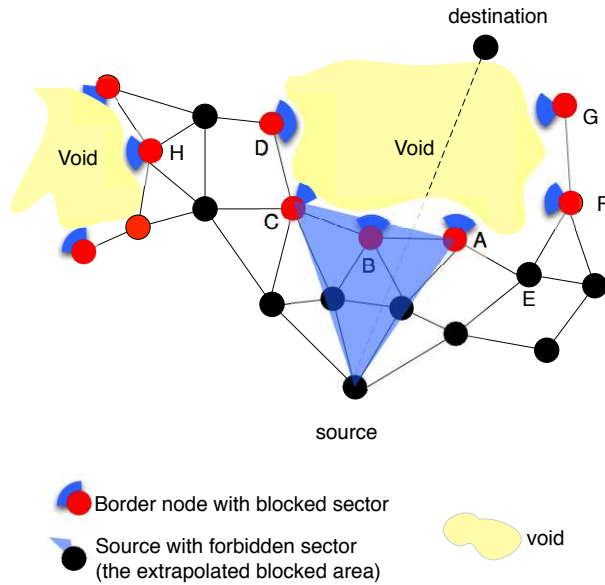 destination
G
Void
H
D
Void
F
C
A
B
E
source
Border node with blocked sector
Source with forbidden sector
(the extrapolated blocked area)
void